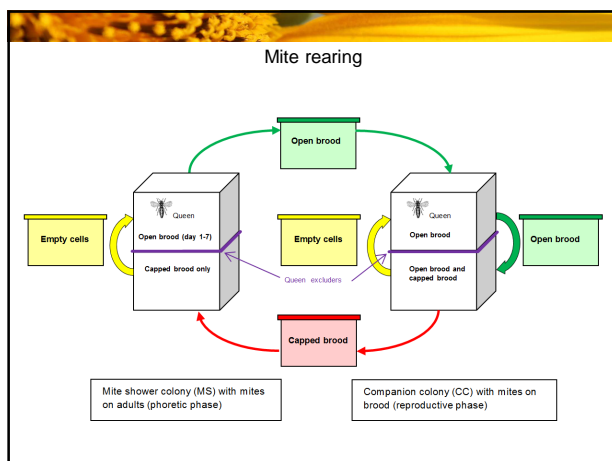 Mite rearing
Open brood
Queen
Open brood (day 1-7)
Capped brood only
Empty cells
Empty cells
Queen
Open brood
Open brood and
capped brood
Open brood
Queen excluders
Capped brood
Mite shower colony (MS) with mites
on adults (phoretic phase)
Companion colony (CC) with mites on
brood (reproductive phase)